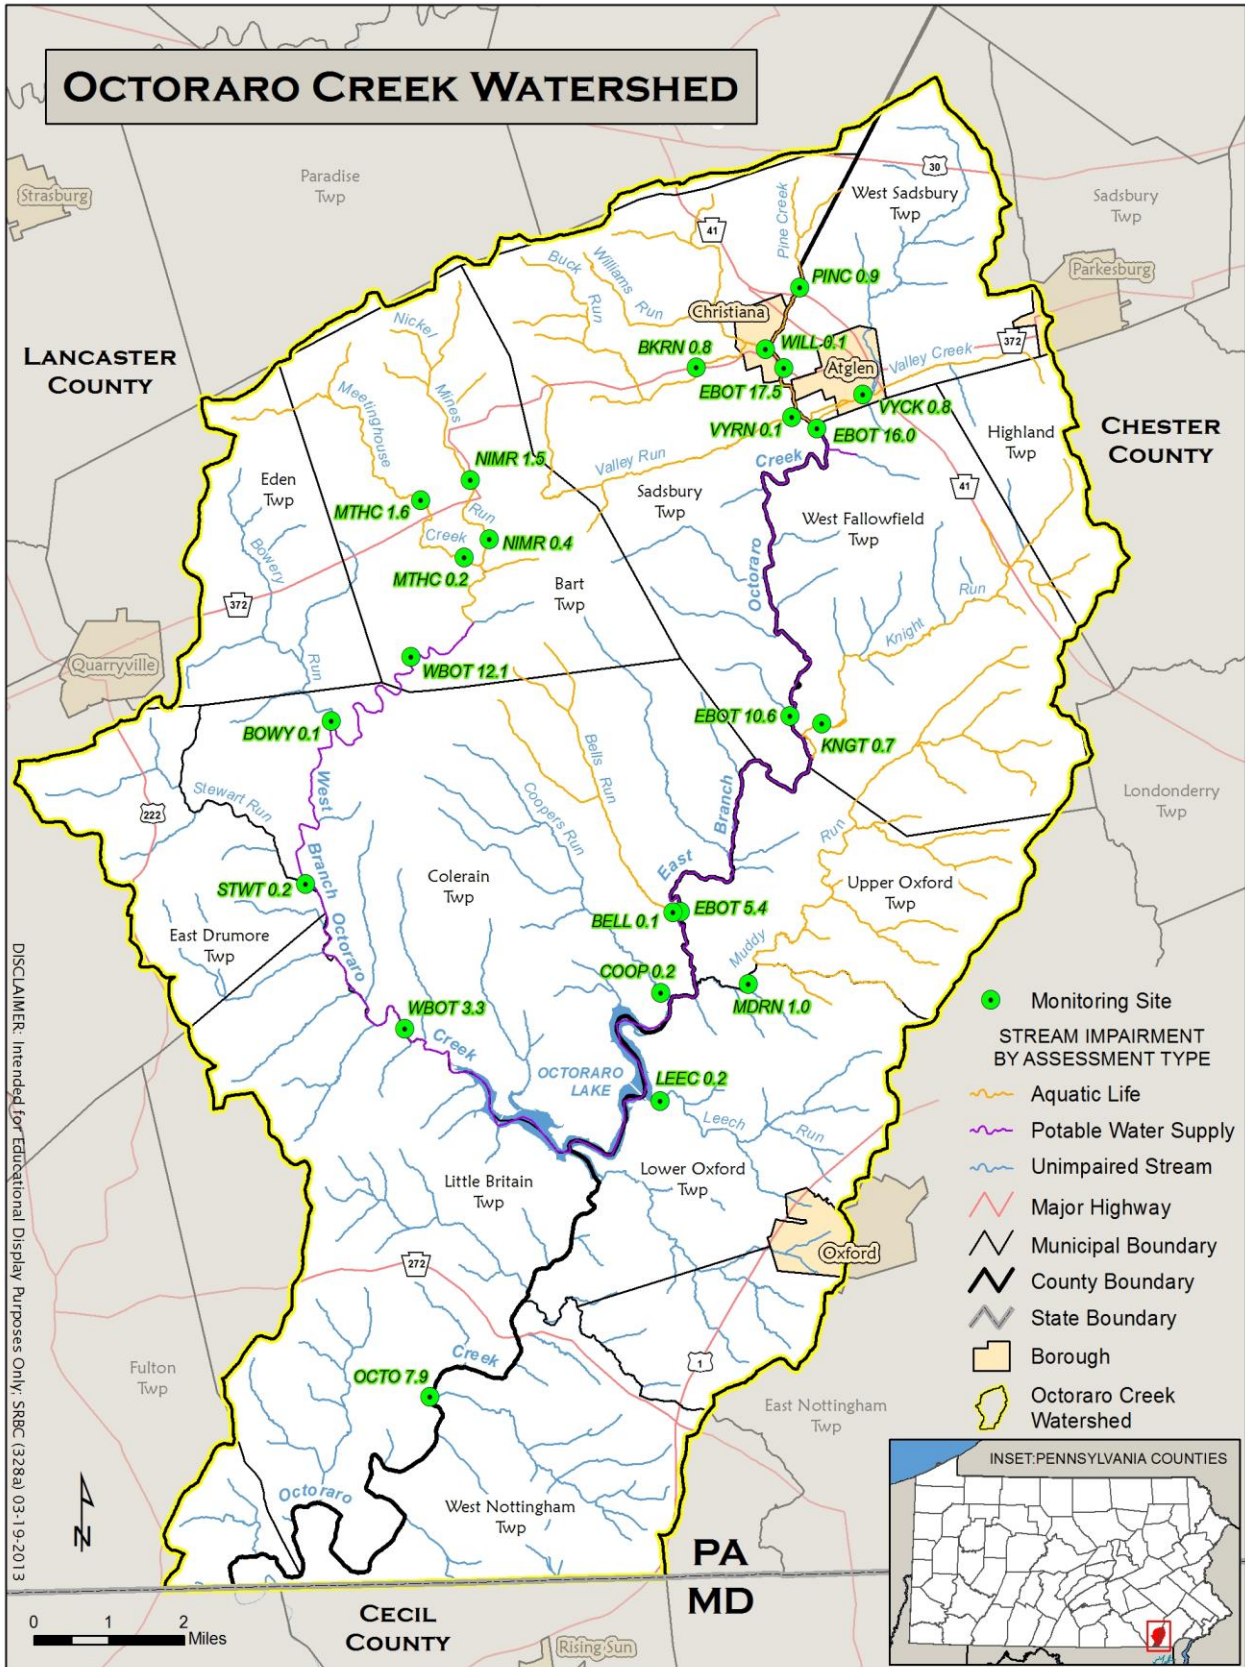 OCTORARO CREEK WATERSHED
Strasburg
Paradise
Twp
30
West Sadsbury
Twp
Sadsbury
Twp
41
Pine Creek
Parkesburg
PINC 0.9
Buck
Run
Williams
Run
Christiana
Nickel
Mines
Run
LANCASTER
COUNTY
BKRN 0.8
WILL 0.1
372
Valley Creek
Atglen
EBOT 17.5
VYCK 0.8
Meetinghouse
Creek
VYRN 0.1
EBOT 16.0
Highland
Twp
CHESTER
COUNTY
Valley Run
Creek
NIMR 1.5
Eden
Twp
Sadsbury
Twp
41
MTHC 1.6
West Fallowfield
Twp
NIMR 0.4
Bowery
Run
MTHC 0.2
Bart
Twp
Octoraro
Run
Knight
372
Quarryville
WBOT 12.1
BOWY 0.1
EBOT 10.6
KNGT 0.7
Bells
Run
West
Branch
Octoraro
Stewart Run
Coopers Run
Branch
Londonderry
Twp
222
Run
East
Colerain
Twp
STWT 0.2
Upper Oxford
Twp
BELL 0.1
EBOT 5.4
East Drumore
Twp
Muddy
COOP 0.2
MDRN 1.0
WBOT 3.3
Creek
OCTORARO
LAKE
LEEC 0.2
Leech
Run
Little Britain
Twp
Lower Oxford
Twp
Oxford
272
1
Fulton
Twp
Creek
OCTO 7.9
East Nottingham
Twp
Octoraro
West Nottingham
Twp
PA
MD
CECIL
COUNTY
Rising Sun
N
0 1 2
Miles
DISCLAIMER: Intended for Educational Display Purposes Only; SRBC (328a) 03-19-2013
Monitoring Site
STREAM IMPAIRMENT
BY ASSESSMENT TYPE
Aquatic Life
Potable Water Supply
Unimpaired Stream
Major Highway
Municipal Boundary
County Boundary
State Boundary
Borough
Octoraro Creek
Watershed
INSET:PENNSYLVANIA COUNTIES